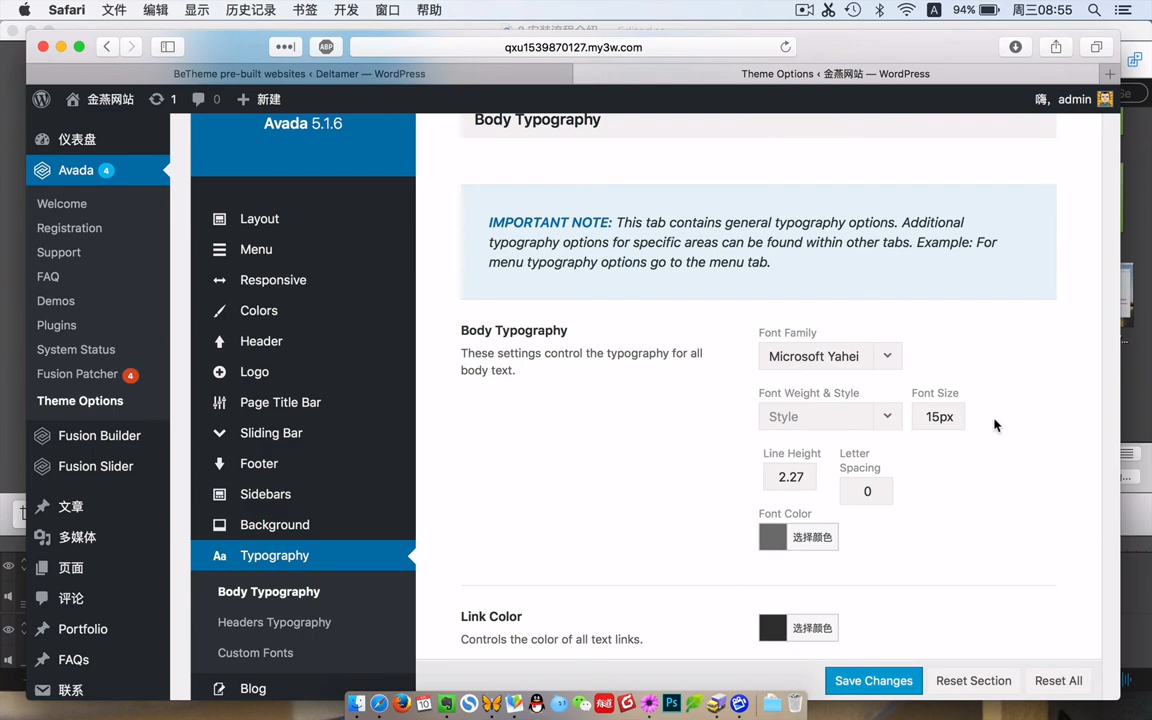 Safari 文件 编辑 显示 历史记录 书签 开发 窗口 帮助 94% 周三08:55
qxu1539870127.my3w.com
BeTheme pre-built websites ‹ Deltamer — WordPress Theme Options ‹ 金燕网站 — WordPress
金燕网站 1 0 新建 嗨，admin
仪表盘
Avada 4
Welcome
Registration
Support
FAQ
Demos
Plugins
System Status
Fusion Patcher 4
Theme Options
Fusion Builder
Fusion Slider
文章
多媒体
页面
评论
Portfolio
FAQs
联系
Avada 5.1.6
Layout
Menu
Responsive
Colors
Header
Logo
Page Title Bar
Sliding Bar
Footer
Sidebars
Background
Typography
Body Typography
Headers Typography
Custom Fonts
Blog
Body Typography
IMPORTANT NOTE: This tab contains general typography options. Additional
typography options for specific areas can be found within other tabs. Example: For
menu typography options go to the menu tab.
Body Typography
These settings control the typography for all
body text.
Font Family
Microsoft Yahei
Font Weight & Style Font Size
Style 15px
Line Height Letter
Spacing
2.27 0
Font Color
选择颜色
Link Color
Controls the color of all text links.
选择颜色
Save Changes Reset Section Reset All